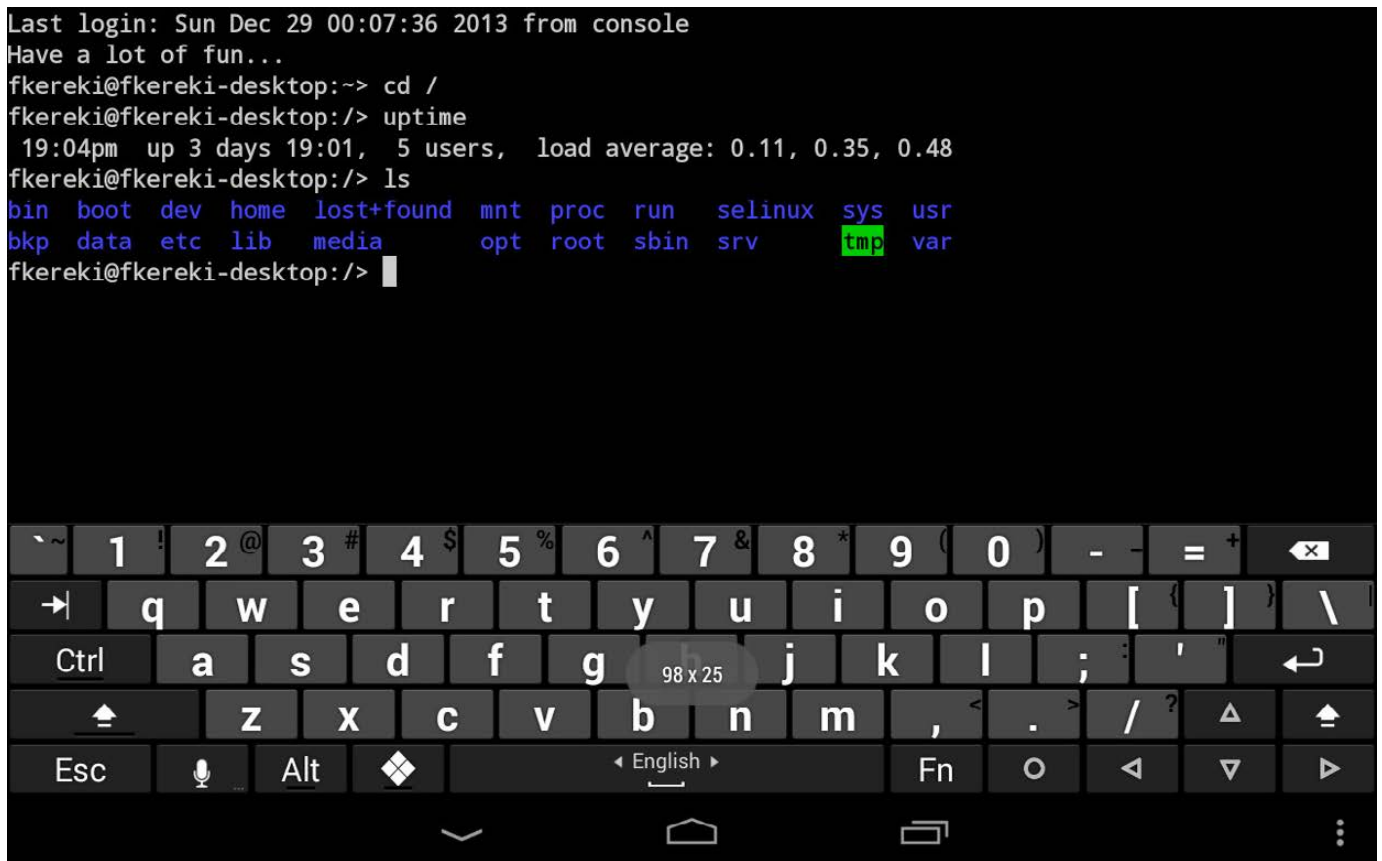 Last login: Sun Dec 29 00:07:36 2013 from console
Have a lot of fun...
fkereki@fkereki-desktop:~> cd /
fkereki@fkereki-desktop:/> uptime
 19:04pm  up 3 days 19:01,  5 users,  load average: 0.11, 0.35, 0.48
fkereki@fkereki-desktop:/> ls
bin  boot  dev  home  lost+found  mnt  proc  run   selinux  sys  usr
bkp  data  etc  lib   media       opt  root  sbin  srv      tmp  var
fkereki@fkereki-desktop:/>
` ~ 1 ! 2 @ 3 # 4 $ 5 % 6 ^ 7 & 8 * 9 ( 0 ) - _ = +
q w e r t y u i o p [ { ] } \ |
Ctrl a s d f g h j k l ; : ' "
98 x 25
z x c v b n m , < . > / ?
Esc Alt English Fn